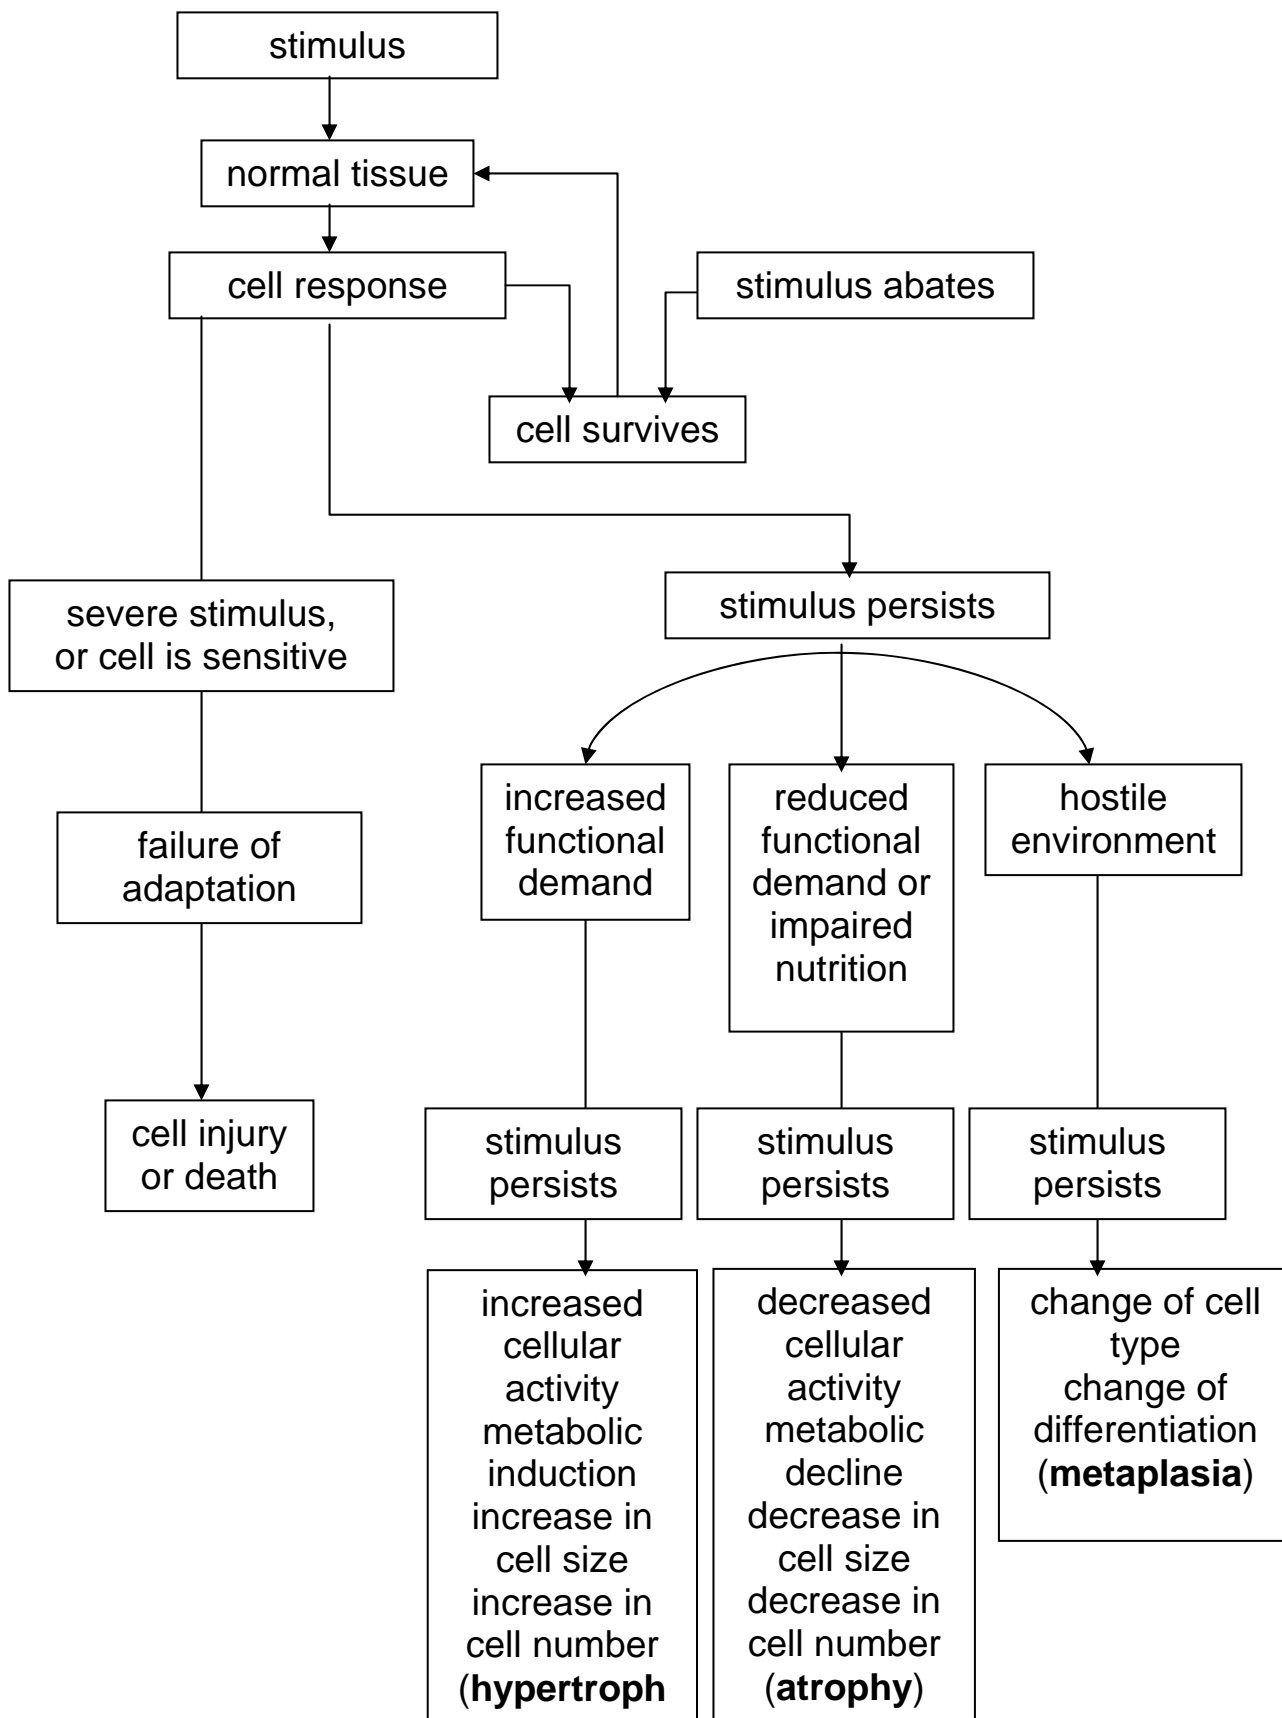 stimulus
normal tissue
cell response
stimulus abates
cell survives
severe stimulus,
or cell is sensitive
stimulus persists
increased
functional
demand
reduced
functional
demand or
impaired
nutrition
hostile
environment
failure of
adaptation
cell injury
or death
stimulus
persists
stimulus
persists
stimulus
persists
increased
cellular
activity
metabolic
induction
increase in
cell size
increase in
cell number
(hypertroph
decreased
cellular
activity
metabolic
decline
decrease in
cell size
decrease in
cell number
(atrophy)
change of cell
type
change of
differentiation
(metaplasia)